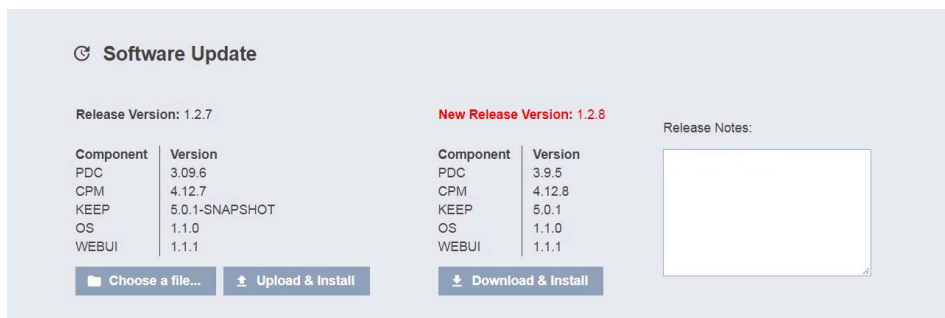 Software Update
Release Version: 1.2.7
Component Version
PDC 3.09.6
CPM 4.12.7
KEEP 5.0.1-SNAPSHOT
OS 1.1.0
WEBUI 1.1.1
Choose a file...
Upload & Install
New Release Version: 1.2.8
Component Version
PDC 3.9.5
CPM 4.12.8
KEEP 5.0.1
OS 1.1.0
WEBUI 1.1.1
Download & Install
Release Notes: